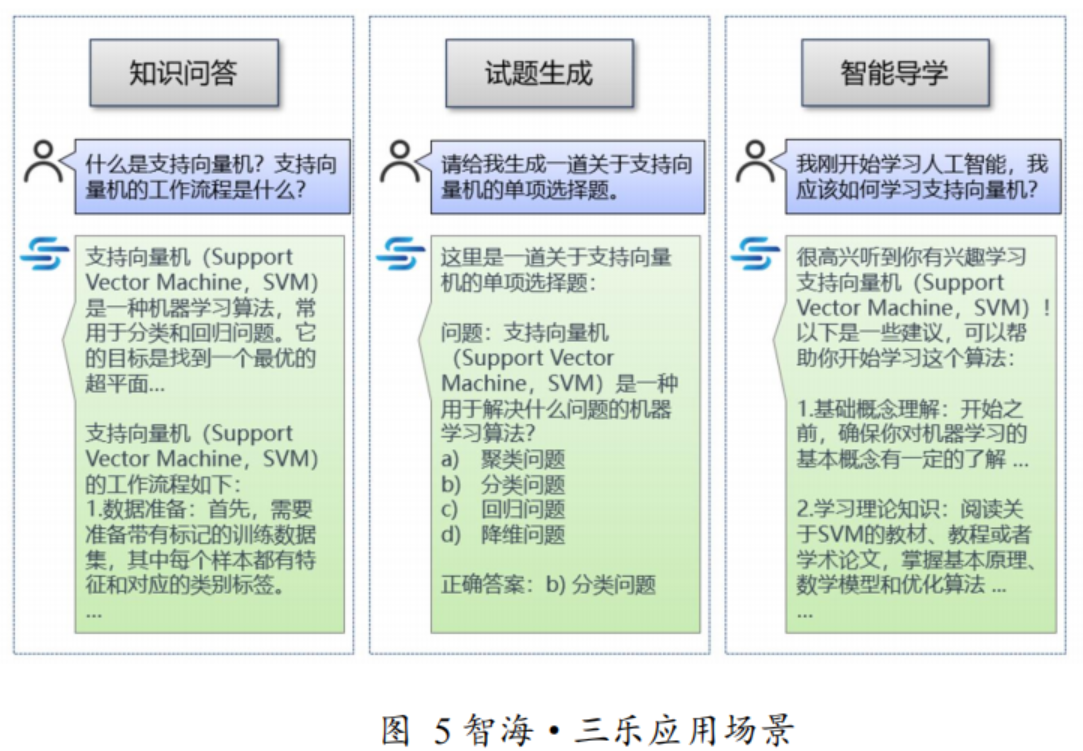 知识问答
什么是支持向量机？支持向
量机的工作流程是什么？
支持向量机（Support
Vector Machine，SVM）
是一种机器学习算法，常
用于分类和回归问题。它
的目标是找到一个最优的
超平面...
支持向量机（Support
Vector Machine，SVM）
的工作流程如下：
1.数据准备：首先，需要
准备带有标记的训练数据
集，其中每个样本都有特
征和对应的类别标签。
...
试题生成
请给我生成一道关于支持向
量机的单项选择题。
这里是一道关于支持向量
机的单项选择题：
问题：支持向量机
（Support Vector
Machine，SVM）是一种
用于解决什么问题的机器
学习算法？
a) 聚类问题
b) 分类问题
c) 回归问题
d) 降维问题
正确答案：b) 分类问题
智能导学
我刚开始学习人工智能，我
应该如何学习支持向量机？
很高兴听到你有兴趣学习
支持向量机（Support
Vector Machine，SVM）！
以下是一些建议，可以帮
助你开始学习这个算法：
1.基础概念理解：开始之
前，确保你对机器学习的
基本概念有一定的了解 ...
2.学习理论知识：阅读关
于SVM的教材、教程或者
学术论文，掌握基本原理、
数学模型和优化算法 ...
...
图 5 智海·三乐应用场景